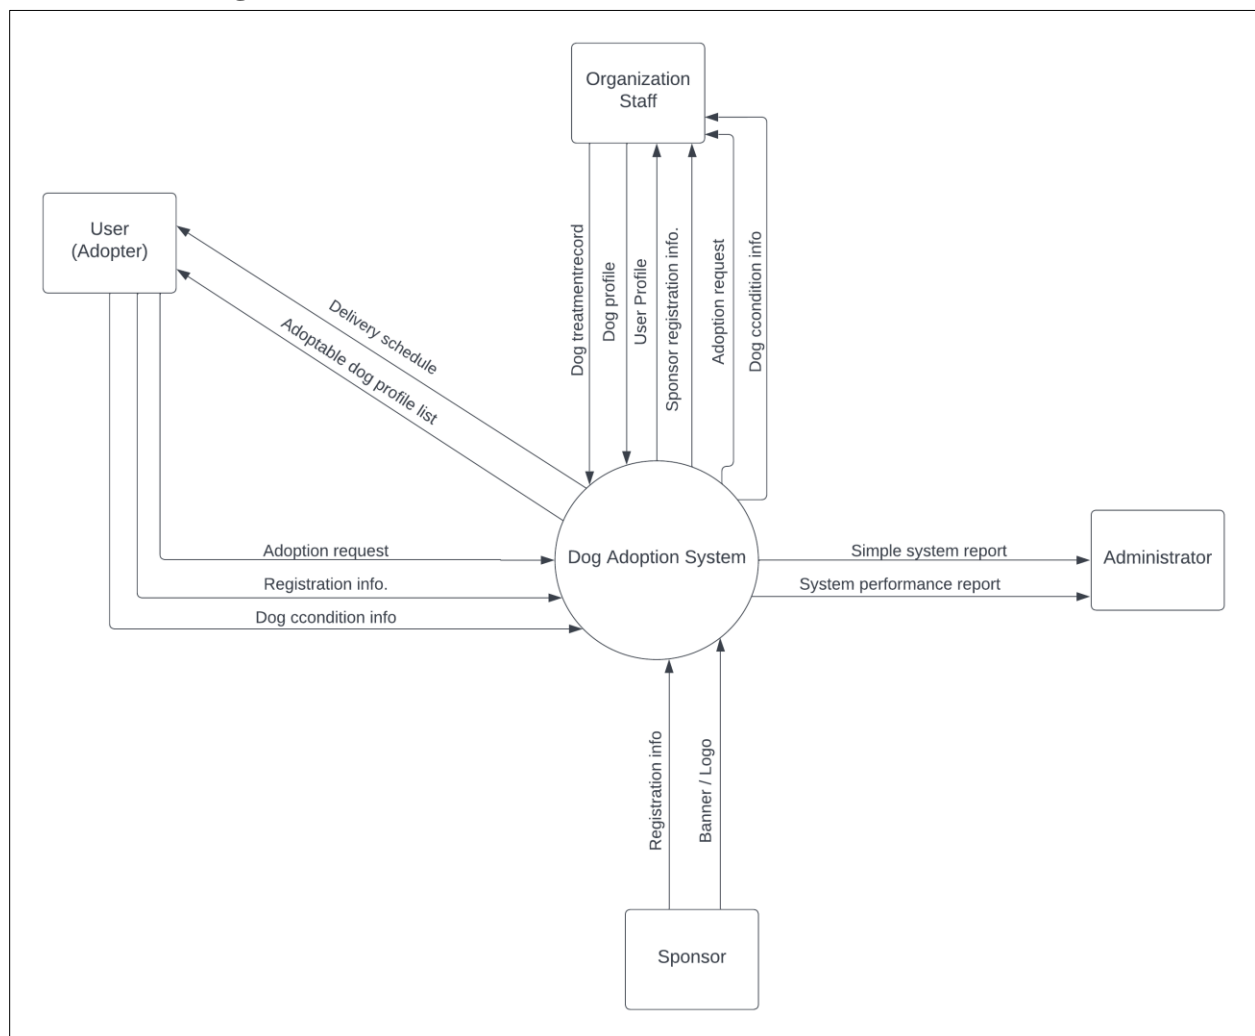 Organization
Staff
User
(Adopter)
Dog treatmentrecord
Dog profile
User Profile
Sponsor registration info.
Adoption request
Dog ccondition info
Delivery schedule
Adoptable dog profile list
Adoption request
Registration info.
Dog ccondition info
Dog Adoption System
Simple system report
System performance report
Administrator
Registration info
Banner / Logo
Sponsor